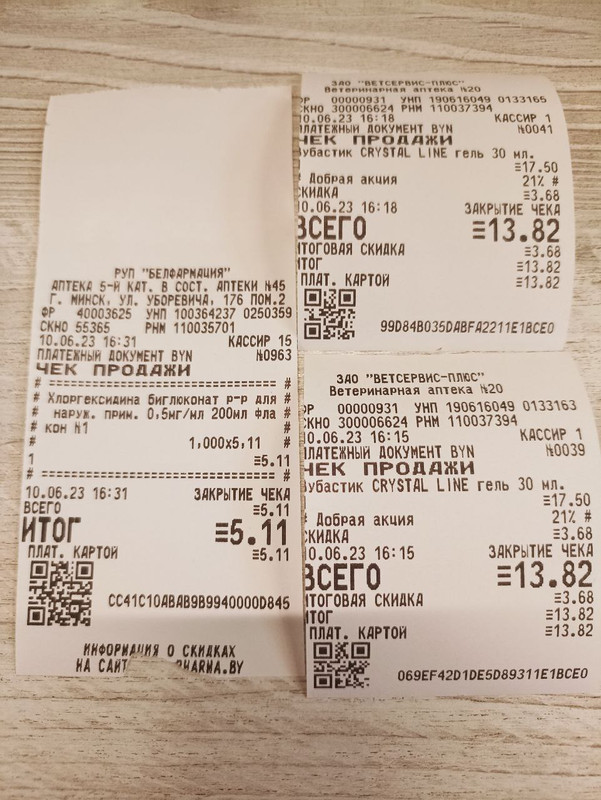 РУП "БЕЛФАРМАЦИЯ"
АПТЕКА 5-Й КАТ. В СОСТ. АПТЕКИ №45
Г. МИНСК, УЛ. УБОРЕВИЧА, 176 ПОМ.2
ФР 40003625 УНП 100364237 0250359
СКНО 55365 РНМ 110035701
10.06.23 16:31 КАССИР 15
ПЛАТЕЖНЫЙ ДОКУМЕНТ BYN №0963
ЧЕК ПРОДАЖИ
# ============================== #
# Хлоргексидина биглюконат р-р для #
# наруж. прим. 0,5мг/мл 200мл Фла #
# кон №1 #
# 1,000x5,11 #
1 ≡5.11
# ============================== #
10.06.23 16:31 ЗАКРЫТИЕ ЧЕКА
ВСЕГО ≡5.11
ИТОГ ≡5.11
ПЛАТ. КАРТОЙ ≡5.11
CC41C10ABAB9B9940000D845
ИНФОРМАЦИЯ О СКИДКАХ
НА САЙТ PHARMA.BY
ЗАО "ВЕТСЕРВИС-ПЛЮС"
Ветеринарная аптека №20
ФР 00000931 УНП 190616049 0133165
СКНО 300006624 РНМ 110037394
10.06.23 16:18 КАССИР 1
ПЛАТЕЖНЫЙ ДОКУМЕНТ BYN №0041
ЧЕК ПРОДАЖИ
Зубастик CRYSTAL LINE гель 30 мл.
≡17.50
# Добрая акция 21% #
СКИДКА ≡3.68
10.06.23 16:18 ЗАКРЫТИЕ ЧЕКА
ВСЕГО ≡13.82
ИТОГОВАЯ СКИДКА ≡3.68
ИТОГ ≡13.82
ПЛАТ. КАРТОЙ ≡13.82
99D84B035DABFA2211E1BCE0
ЗАО "ВЕТСЕРВИС-ПЛЮС"
Ветеринарная аптека №20
ФР 00000931 УНП 190616049 0133163
СКНО 300006624 РНМ 110037394
10.06.23 16:15 КАССИР 1
ПЛАТЕЖНЫЙ ДОКУМЕНТ BYN №0039
ЧЕК ПРОДАЖИ
Зубастик CRYSTAL LINE гель 30 мл.
≡17.50
# Добрая акция 21% #
СКИДКА ≡3.68
10.06.23 16:15 ЗАКРЫТИЕ ЧЕКА
ВСЕГО ≡13.82
ИТОГОВАЯ СКИДКА ≡3.68
ИТОГ ≡13.82
ПЛАТ. КАРТОЙ ≡13.82
069EF42D1DE5D89311E1BCE0